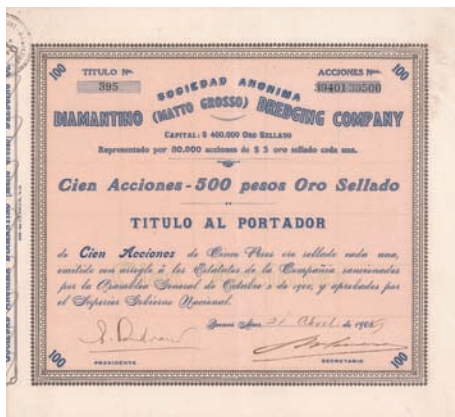 100
TITULO Nº.
395
ACCIONES Nos.
39401 39500
100
SOCIEDAD ANONIMA
DIAMANTINO (MATTO GROSSO) DREDGING COMPANY
CAPITAL: $ 400.000 ORO SELLADO
Representado por 80,000 acciones de $ 5 oro sellado cada una.
Cien Acciones - 500 pesos Oro Sellado
TITULO AL PORTADOR
de Cien Acciones de Cinco Pesos oro sellado cada una,
emitido con arreglo á los Estatutos de la Compañia sancionados
por la Asamblea General de Octubre 2 de 1905, y aprobados por
el Superior Gobierno Nacional.
Buenos Aires, 21 Abril de 190
PRESIDENTE
SECRETARIO
100
100